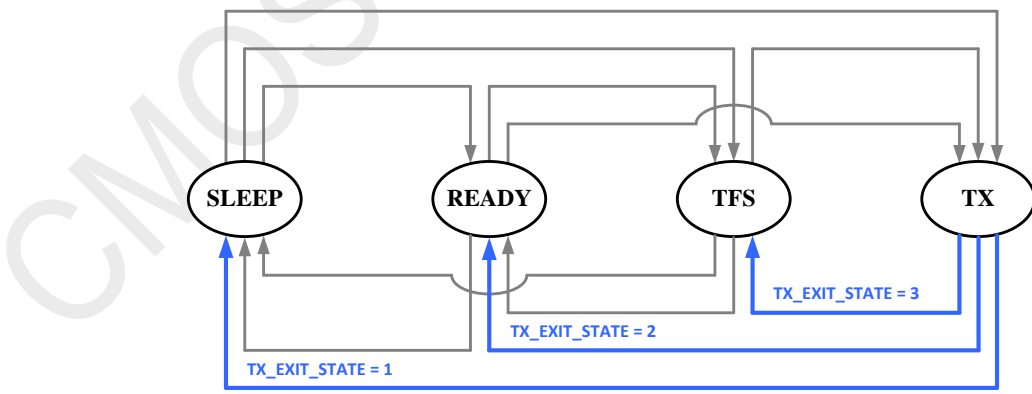 CMOS
SLEEP
READY
TFS
TX
TX_EXIT_STATE = 3
TX_EXIT_STATE = 2
TX_EXIT_STATE = 1